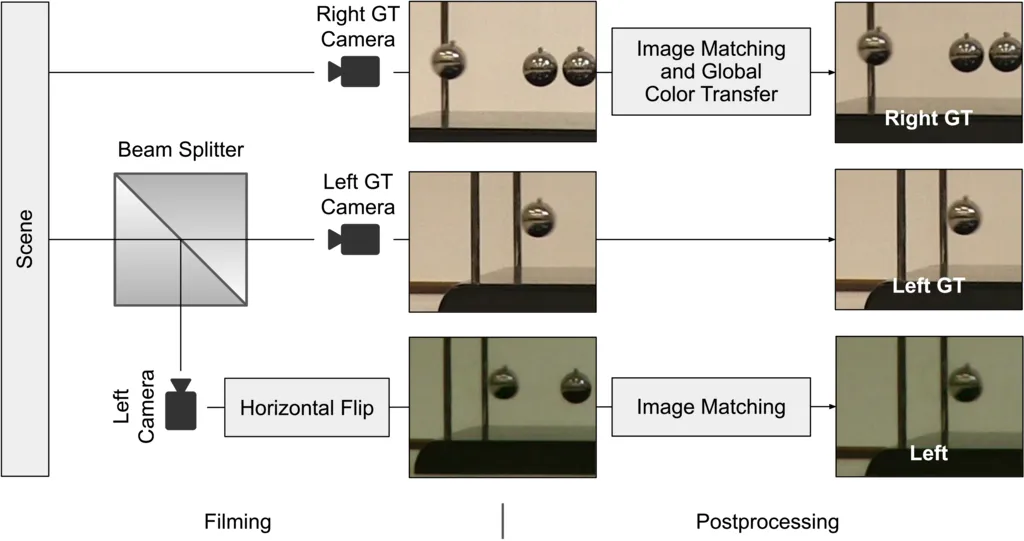 Right GT
Camera
Image Matching
and Global
Color Transfer
Right GT
Beam Splitter
Left GT
Camera
Left GT
Scene
Left
Camera
Horizontal Flip
Image Matching
Left
Filming
Postprocessing